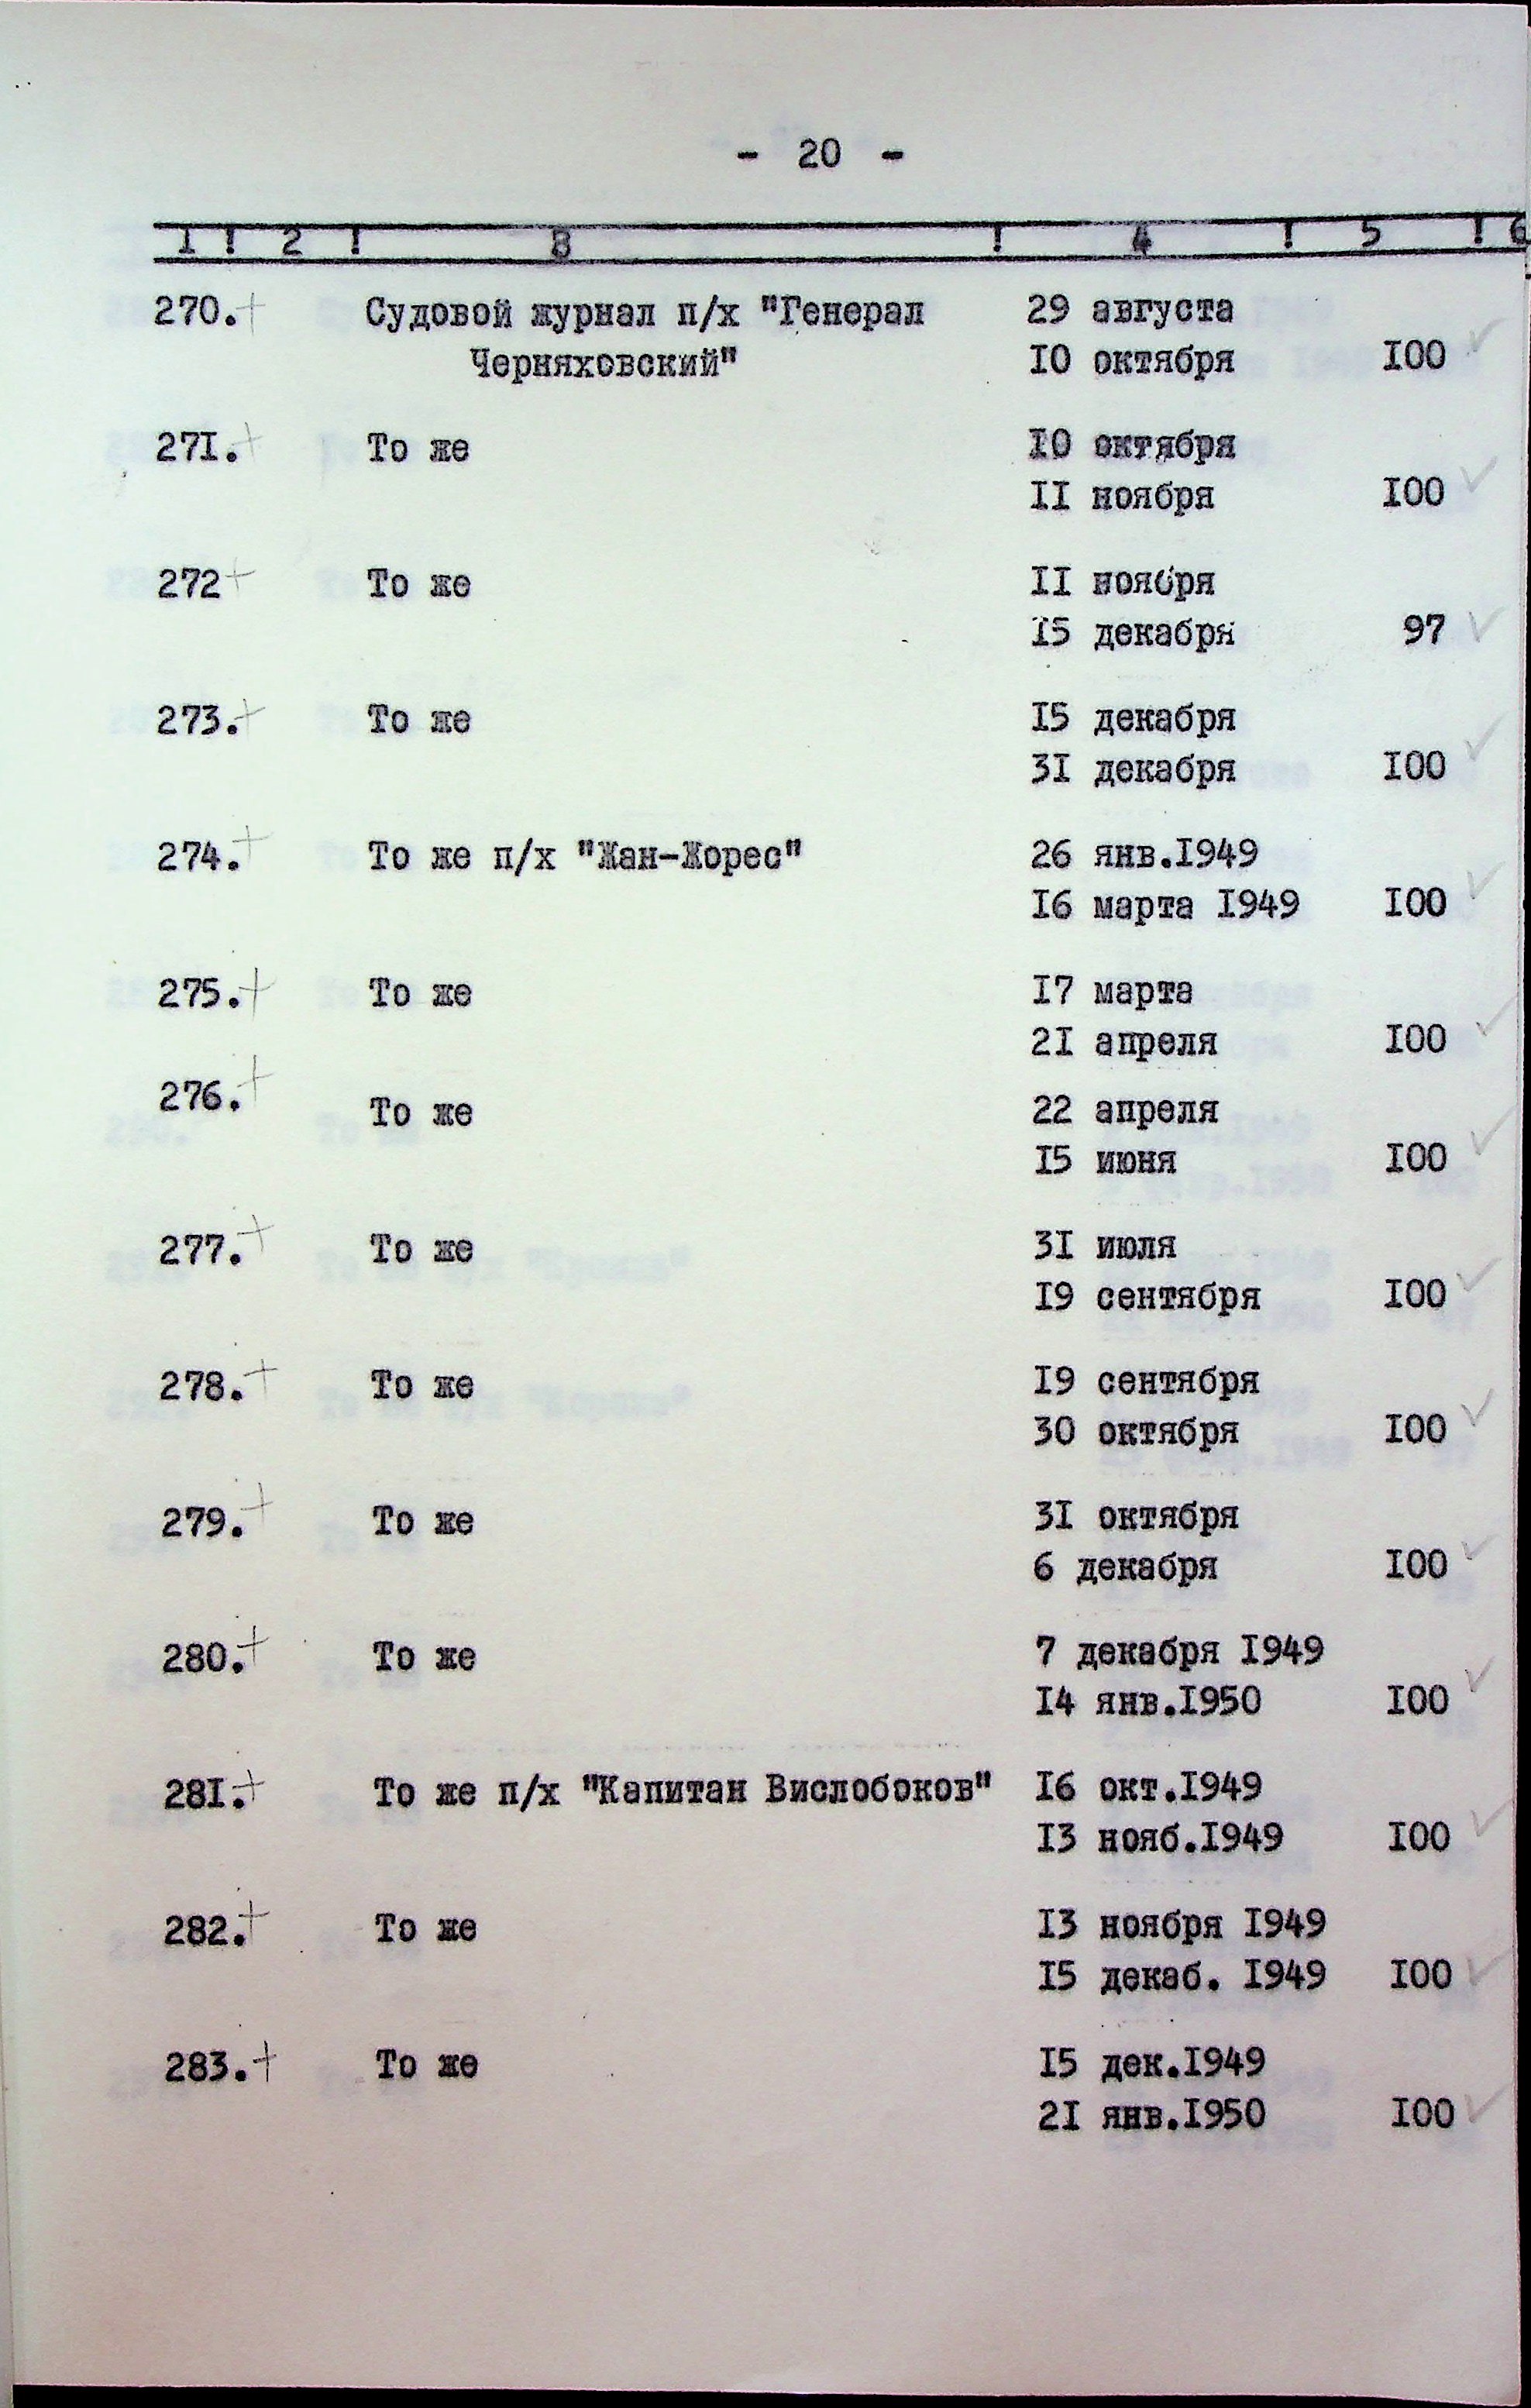 - 20 -
1 ! 2 ! 3 ! 4 ! 5 ! 6
270.+ Судовой журнал п/х "Генерал 29 августа
Черняховский" 10 октября 100 ✓
271.+ То же 10 октября
11 ноября 100 ✓
272+ То же 11 ноября
15 декабря 97 ✓
273.+ То же 15 декабря
31 декабря 100 ✓
274.+ То же п/х "Жан-Жорес" 26 янв.1949
16 марта 1949 100 ✓
275.+ То же 17 марта
21 апреля 100 ✓
276.+ То же 22 апреля
15 июня 100 ✓
277.+ То же 31 июля
19 сентября 100 ✓
278.+ То же 19 сентября
30 октября 100 ✓
279.+ То же 31 октября
6 декабря 100 ✓
280.+ То же 7 декабря 1949
14 янв.1950 100 ✓
281.+ То же п/х "Капитан Вислобоков" 16 окт.1949
13 нояб.1949 100 ✓
282.+ То же 13 ноября 1949
15 декаб. 1949 100 ✓
283.+ То же 15 дек.1949
21 янв.1950 100 ✓